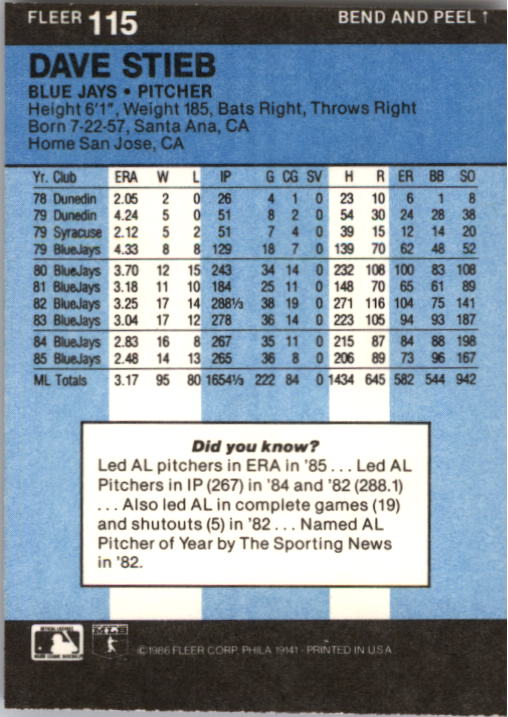 FLEER 115 BEND AND PEEL ↑
DAVE STIEB
BLUE JAYS • PITCHER
Height 6'1", Weight 185, Bats Right, Throws Right
Born 7-22-57, Santa Ana, CA
Home San Jose, CA
Yr. Club ERA W L IP G CG SV H R ER BB SO
78 Dunedin 2.05 2 0 26 4 1 0 23 10 6 1 8
79 Dunedin 4.24 5 0 51 8 2 0 54 30 24 28 38
79 Syracuse 2.12 5 2 51 7 4 0 39 15 12 14 20
79 BlueJays 4.33 8 8 129 18 7 0 139 70 62 48 52
80 BlueJays 3.70 12 15 243 34 14 0 232 108 100 83 108
81 BlueJays 3.18 11 10 184 25 11 0 148 70 65 61 89
82 BlueJays 3.25 17 14 288⅓ 38 19 0 271 116 104 75 141
83 BlueJays 3.04 17 12 278 36 14 0 223 105 94 93 187
84 BlueJays 2.83 16 8 267 35 11 0 215 87 84 88 198
85 BlueJays 2.48 14 13 265 36 8 0 206 89 73 96 167
ML Totals 3.17 95 80 1654⅓ 222 84 0 1434 645 582 544 942
Did you know?
Led AL pitchers in ERA in '85 . . . Led AL
Pitchers in IP (267) in '84 and '82 (288.1)
. . . Also led AL in complete games (19)
and shutouts (5) in '82 . . . Named AL
Pitcher of Year by The Sporting News
in '82.
MLB
©1986 FLEER CORP. PHILA 19141 - PRINTED IN U.S.A.